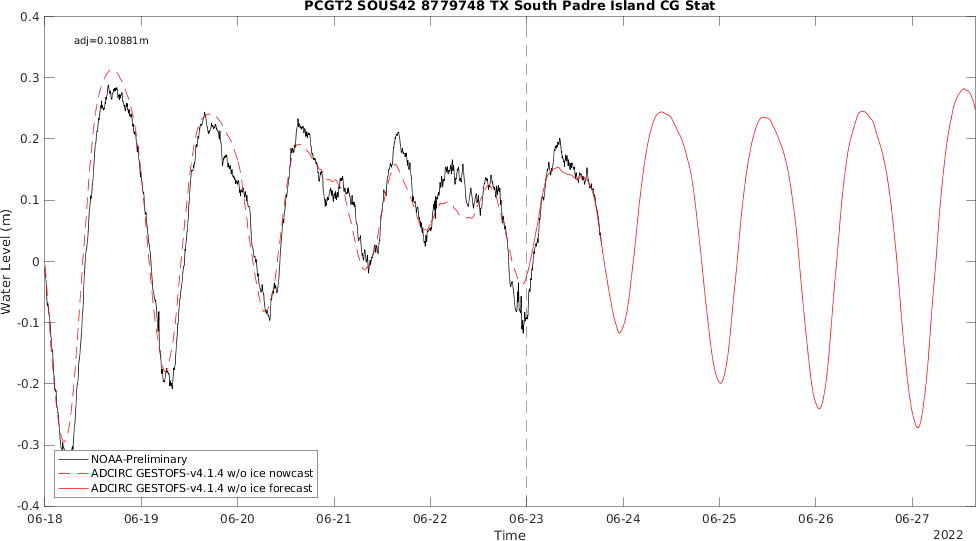 PCGT2 SOUS42 8779748 TX South Padre Island CG Stat
adj=0.10881m
0.4
0.3
0.2
0.1
0
-0.1
-0.2
-0.3
-0.4
Water Level (m)
NOAA-Preliminary
ADCIRC GESTOFS-v4.1.4 w/o ice nowcast
ADCIRC GESTOFS-v4.1.4 w/o ice forecast
06-18 06-19 06-20 06-21 06-22 06-23 06-24 06-25 06-26 06-27
Time
2022